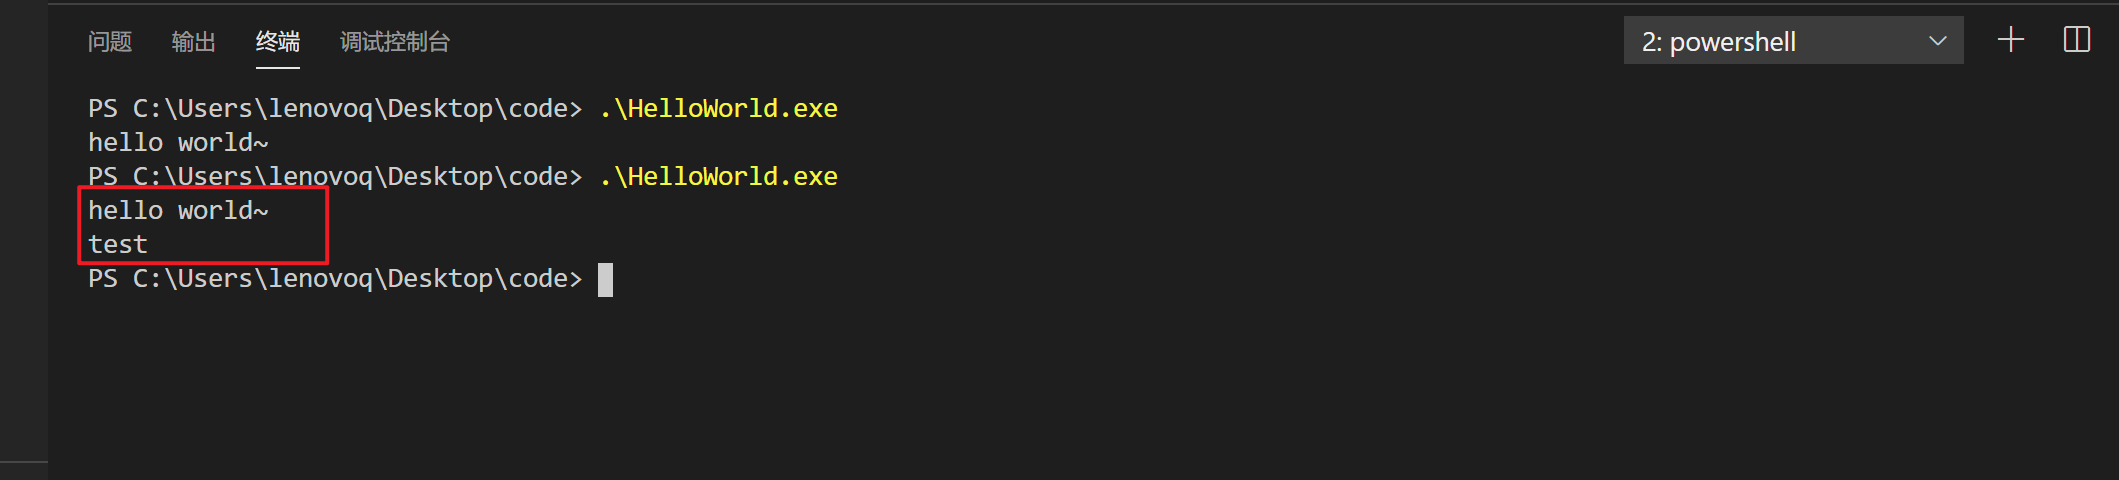 问题 输出 终端 调试控制台 2: powershell
PS C:\Users\lenovoq\Desktop\code> .\HelloWorld.exe
hello world~
PS C:\Users\lenovoq\Desktop\code> .\HelloWorld.exe
hello world~
test
PS C:\Users\lenovoq\Desktop\code>